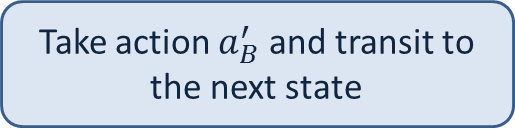 Take action $a'_B$ and transit to
the next state